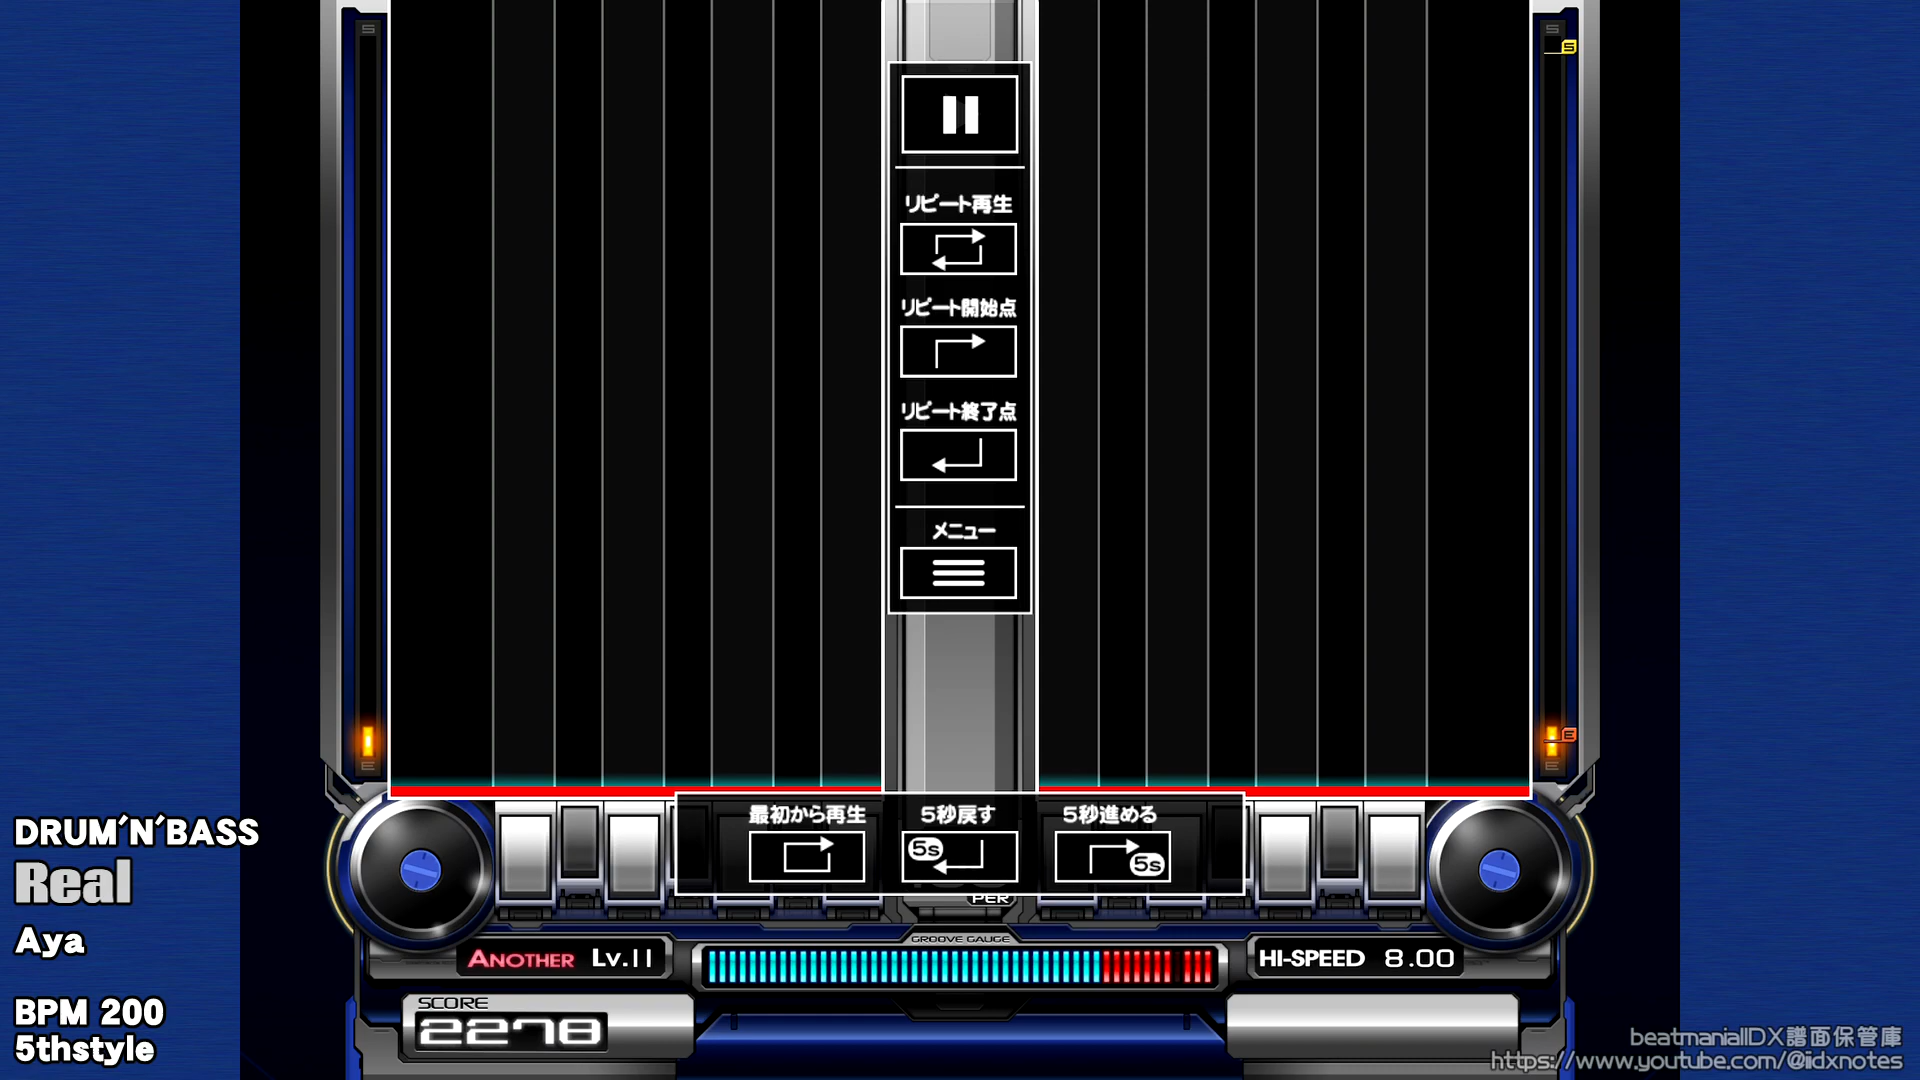 S
S
S
リピート再生
リピート開始点
リピート終了点
メニュー
E
E
E
最初から再生
5秒戻す
5秒進める
5s
5s
PER
DRUM'N'BASS
Real
Aya
BPM 200
5thstyle
GROOVE GAUGE
ANOTHER Lv.11
HI-SPEED 8.00
SCORE
2278
beatmaniaIIDX譜面保管庫
https://www.youtube.com/@iidxnotes